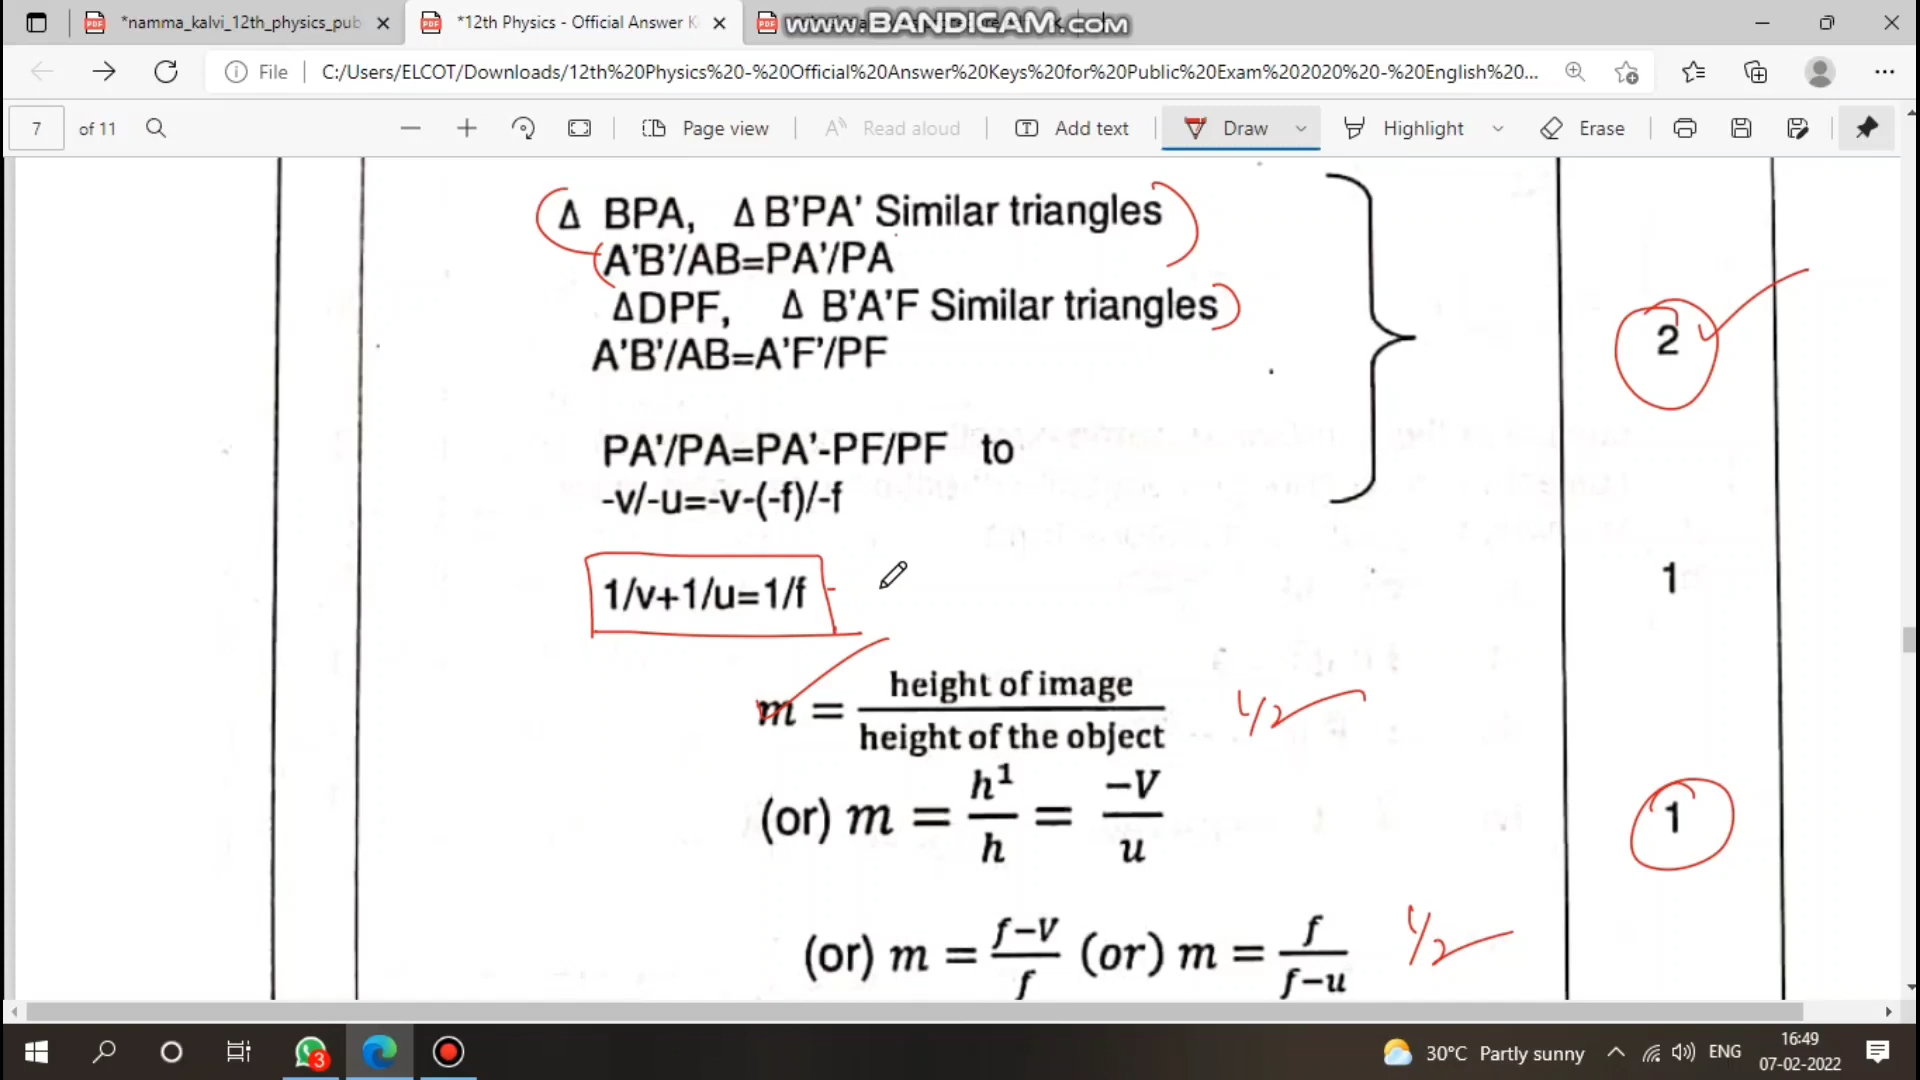 *namma_kalvi_12th_physics_pub
*12th Physics - Official Answer K
www.BANDICAM.com
File
C:/Users/ELCOT/Downloads/12th%20Physics%20-%20Official%20Answer%20Keys%20for%20Public%20Exam%202020%20-%20English%20...
7 of 11
Page view
Read aloud
Add text
Draw
Highlight
Erase
Δ BPA, Δ B'PA' Similar triangles
A'B'/AB=PA'/PA
ΔDPF, Δ B'A'F Similar triangles
A'B'/AB=A'F'/PF
2
PA'/PA=PA'-PF/PF to
-v/-u=-v-(-f)/-f
1/v+1/u=1/f
1
m = height of image / height of the object 1/2
(or) m = h¹/h = -V/u
1
(or) m = f-V/f (or) m = f/f-u 1/2
3
30°C Partly sunny
ENG
16:49
07-02-2022